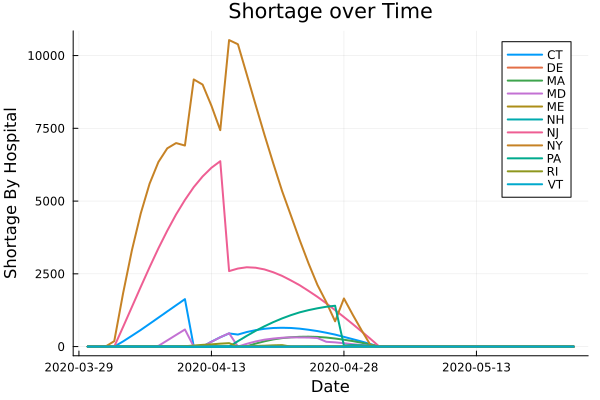 Shortage over Time
Shortage By Hospital
10000
7500
5000
2500
0
2020-03-29
2020-04-13
2020-04-28
2020-05-13
Date
CT
DE
MA
MD
ME
NH
NJ
NY
PA
RI
VT